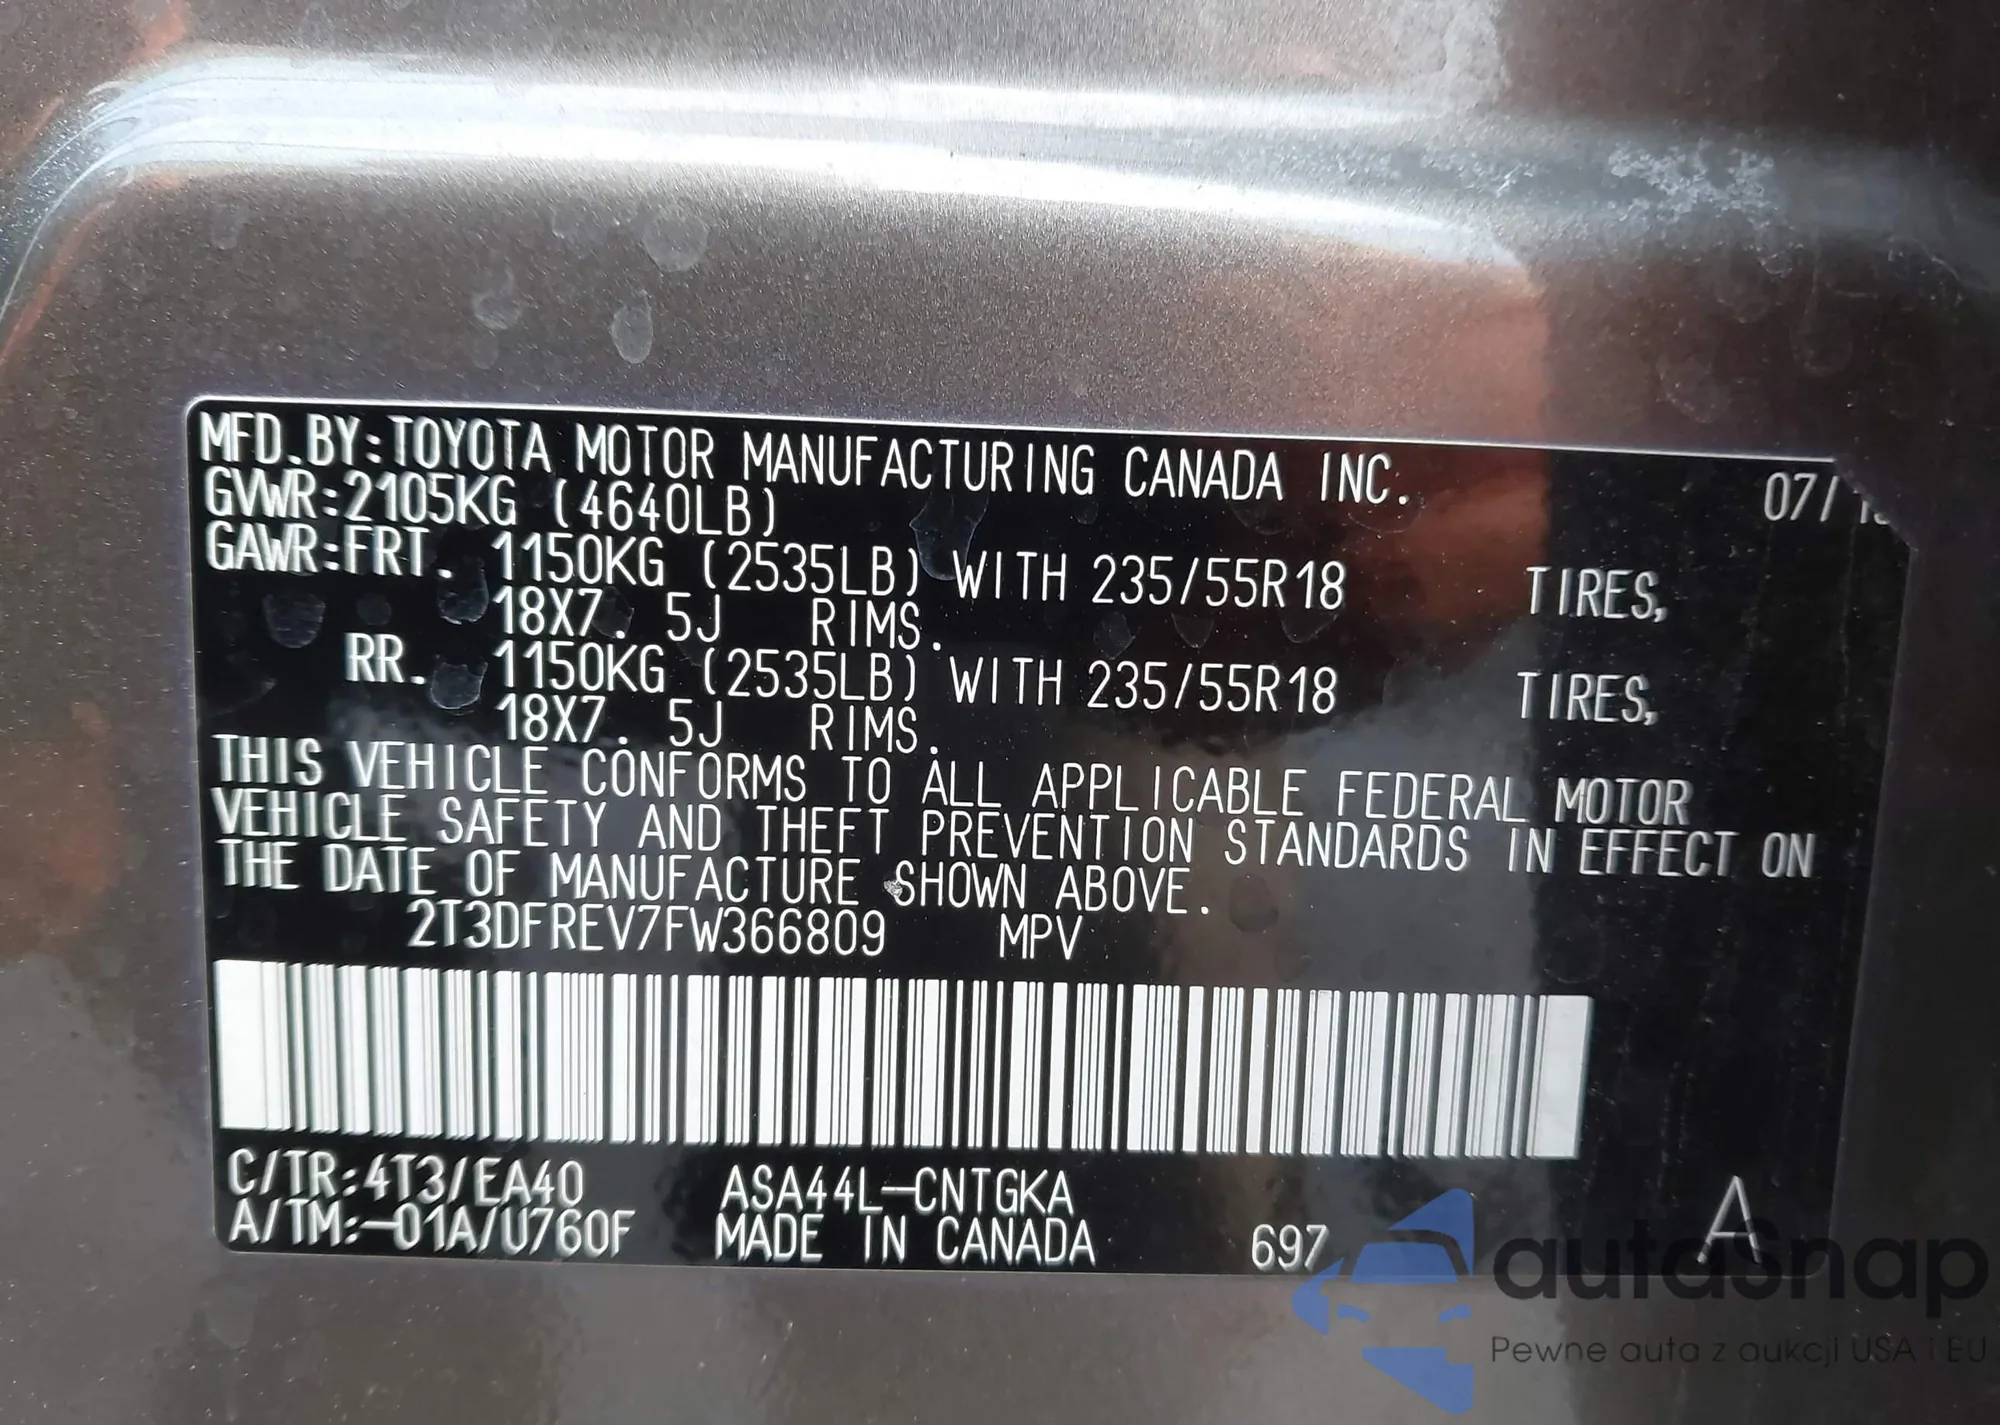 MFD.BY:TOYOTA MOTOR MANUFACTURING CANADA INC. 07/
GVWR:2105KG (4640LB)
GAWR:FRT. 1150KG (2535LB) WITH 235/55R18 TIRES,
18X7. 5J RIMS.
RR. 1150KG (2535LB) WITH 235/55R18 TIRES,
18X7. 5J RIMS.
THIS VEHICLE CONFORMS TO ALL APPLICABLE FEDERAL MOTOR
VEHICLE SAFETY AND THEFT PREVENTION STANDARDS IN EFFECT ON
THE DATE OF MANUFACTURE SHOWN ABOVE.
2T3DFREV7FW366809 MPV
C/TR:4T3/EA40 ASA44L-CNTGKA A
A/TM:-01A/U760F MADE IN CANADA 697
autoSnap
Pewne auta z aukcji USA i EU